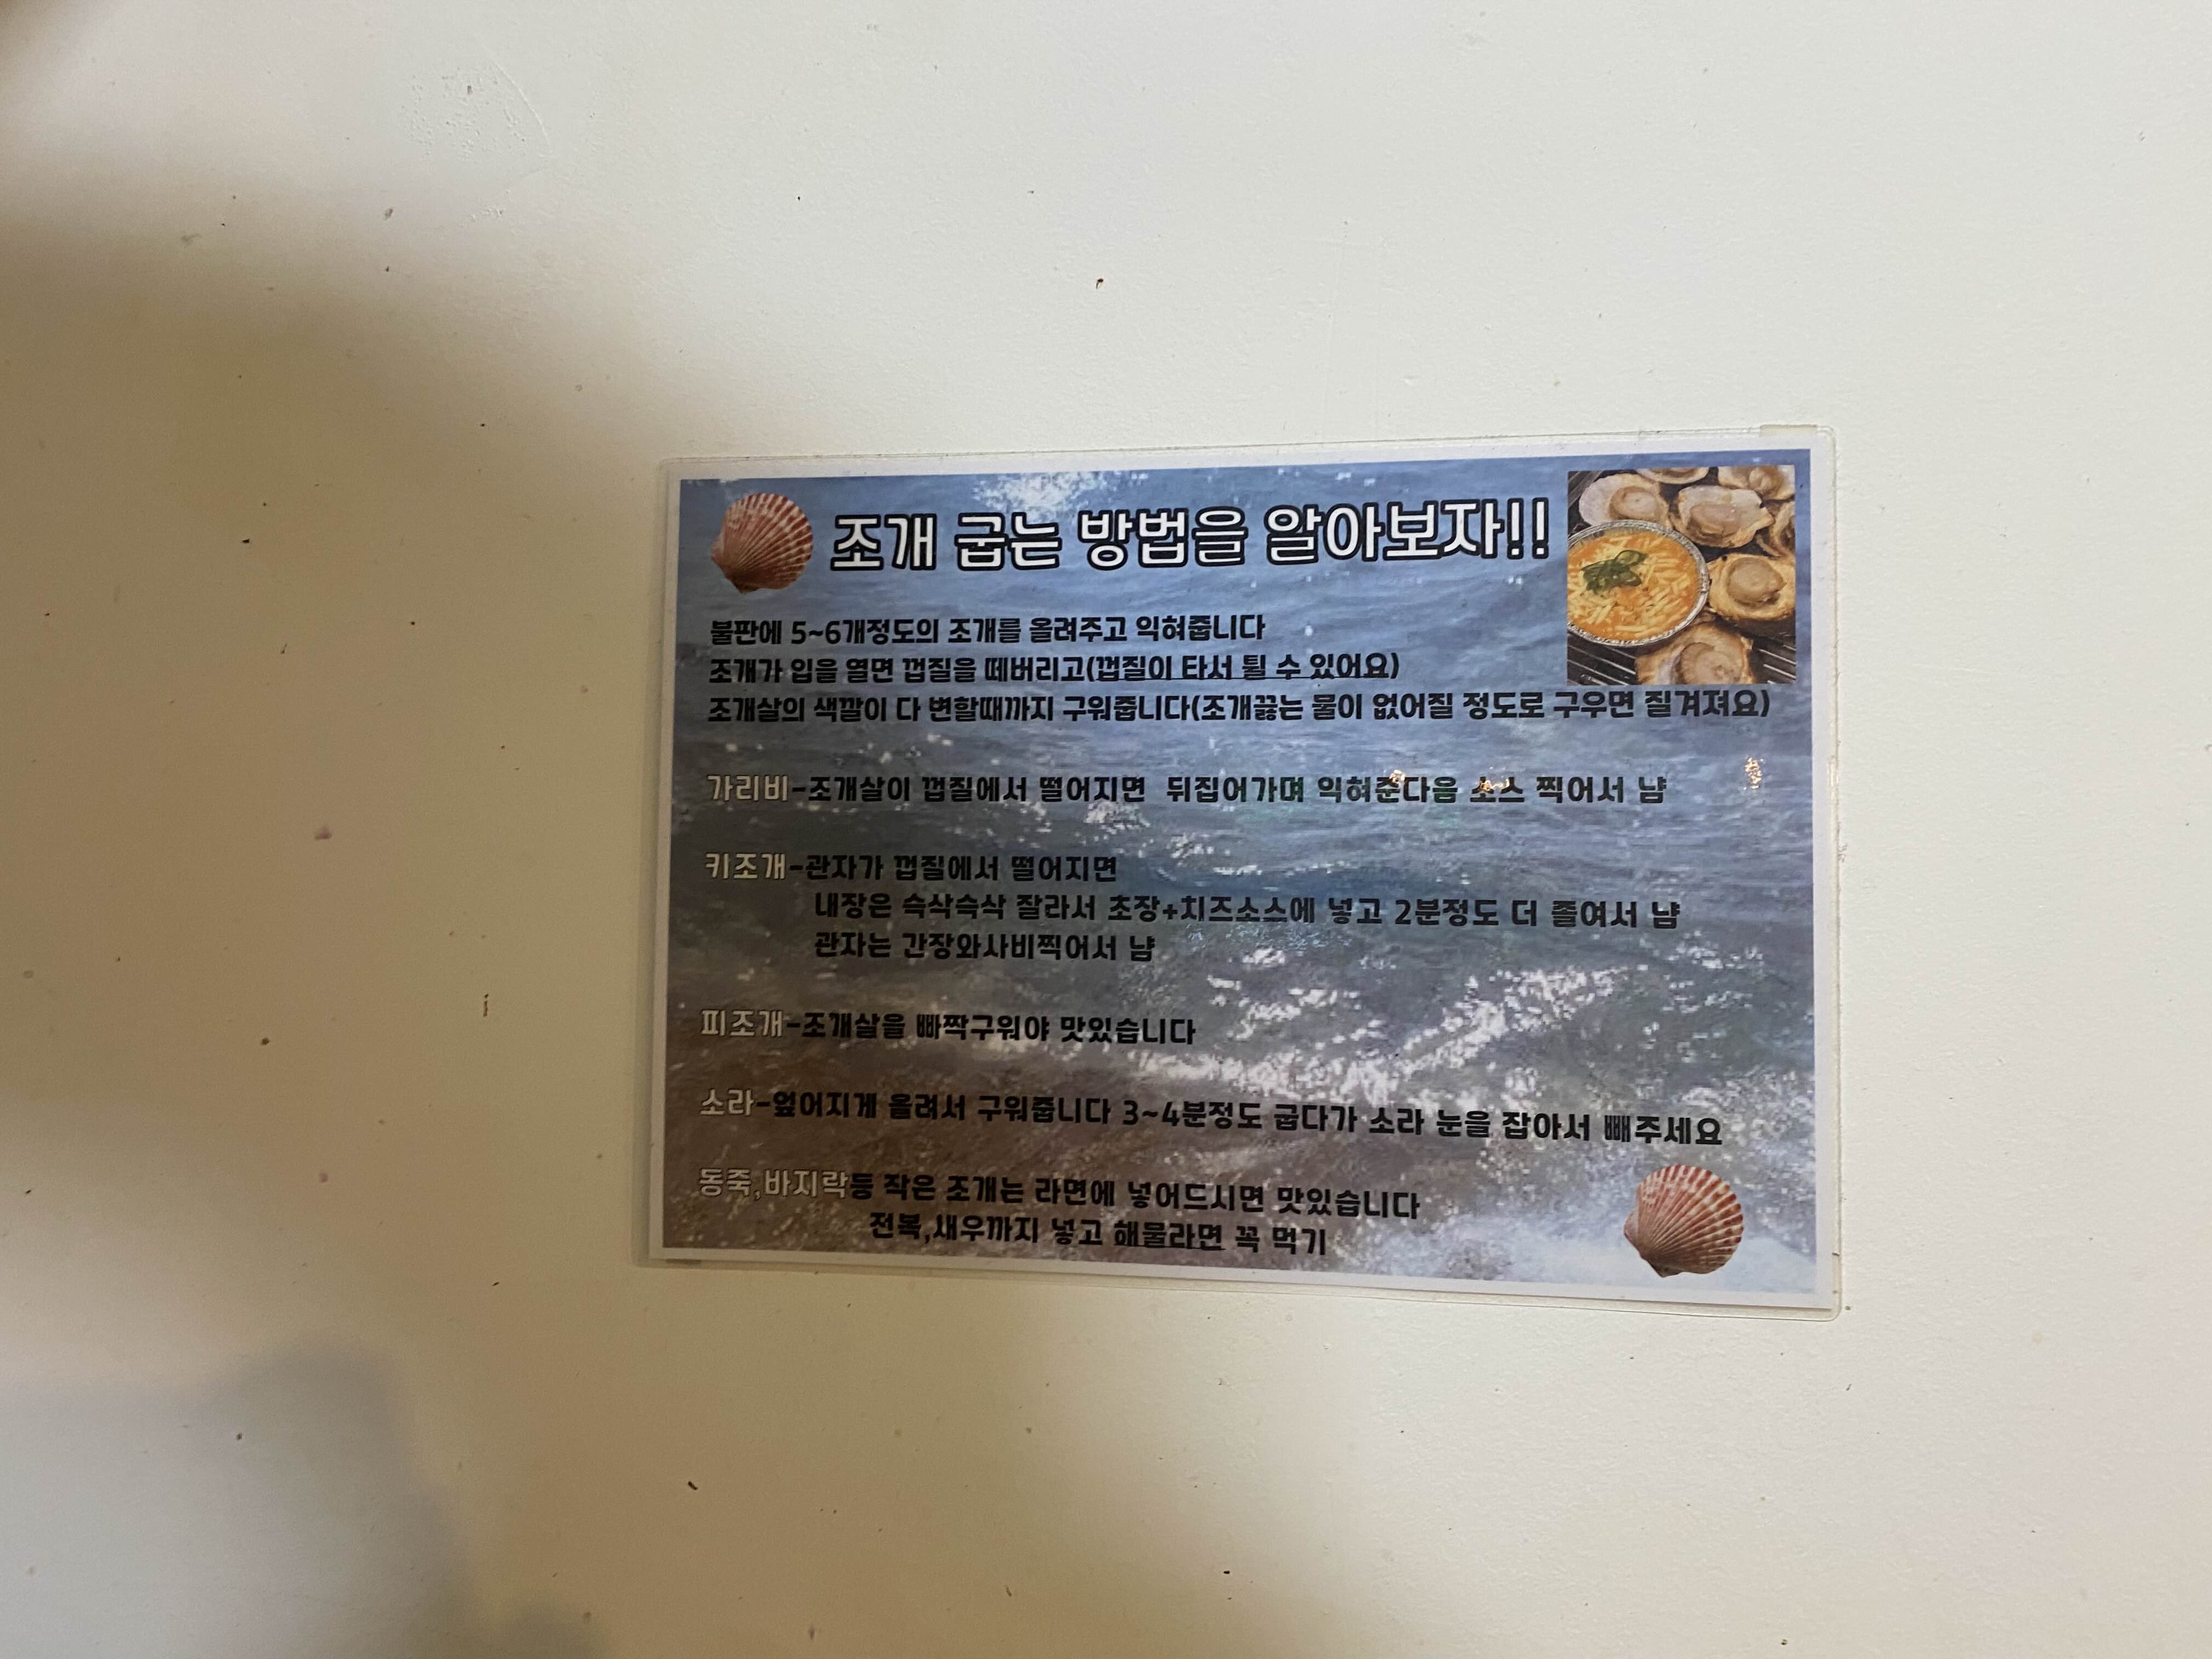 조개 굽는 방법을 알아보자!!
불판에 5~6개정도의 조개를 올려주고 익혀줍니다
조개가 입을 열면 껍질을 떼버리고(껍질이 타서 튈 수 있어요)
조개살의 색깔이 다 변할때까지 구워줍니다(조개끓는 물이 없어질 정도로 구우면 질겨져요)
가리비-조개살이 껍질에서 떨어지면 뒤집어가며 익혀준다음 소스 찍어서 냠
키조개-관자가 껍질에서 떨어지면
내장은 슥삭슥삭 잘라서 초장+치즈소스에 넣고 2분정도 더 졸여서 냠
관자는 간장와사비찍어서 냠
피조개-조개살을 빠짝구워야 맛있습니다
소라-엎어지게 올려서 구워줍니다 3~4분정도 굽다가 소라 눈을 잡아서 빼주세요
동죽,바지락등 작은 조개는 라면에 넣어드시면 맛있습니다
전복,새우까지 넣고 해물라면 꼭 먹기